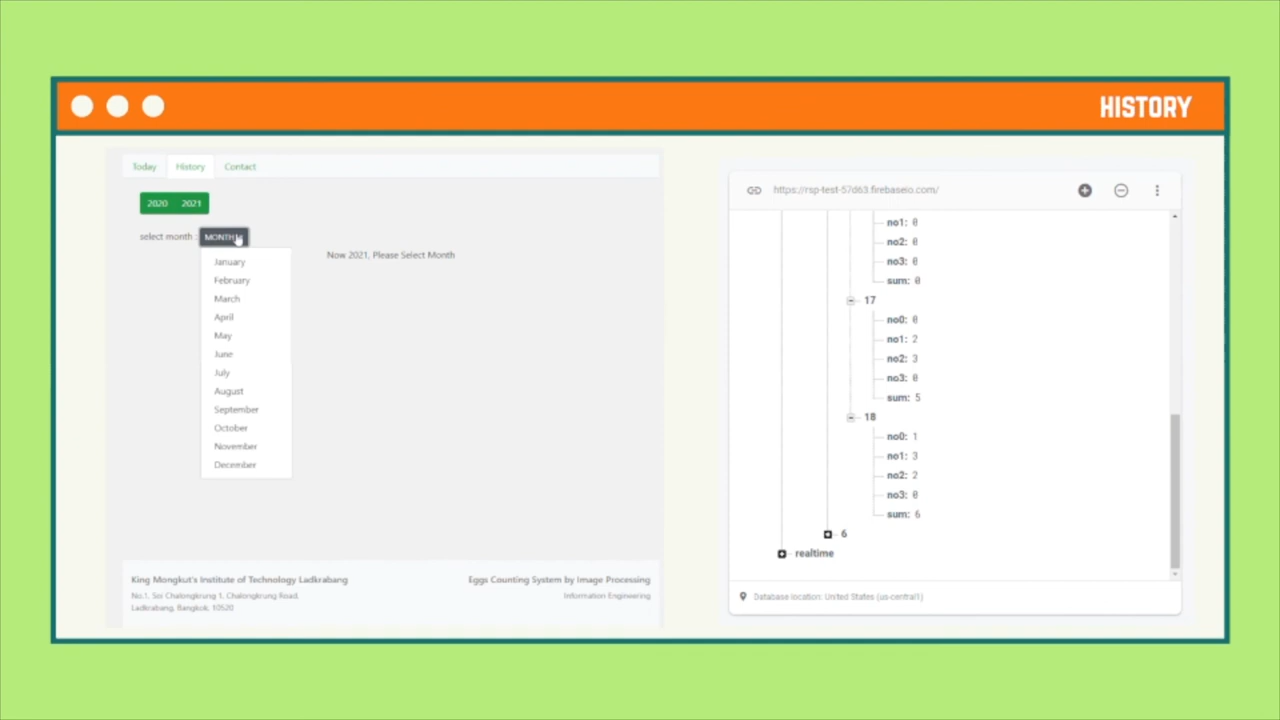 HISTORY
Today History Contact
2020 2021
select month : MONTH
Now 2021, Please Select Month
January
February
March
April
May
June
July
August
September
October
November
December
King Mongkut's Institute of Technology Ladkrabang
No.1, Soi Chalongkrung 1, Chalongkrung Road,
Ladkrabang, Bangkok, 10520
Eggs Counting System by Image Processing
Information Engineering
https://rsp-test-57d63.firebaseio.com/
no1: 0
no2: 0
no3: 0
sum: 0
17
no0: 0
no1: 2
no2: 3
no3: 0
sum: 5
18
no0: 1
no1: 3
no2: 2
no3: 0
sum: 6
6
realtime
Database location: United States (us-central1)